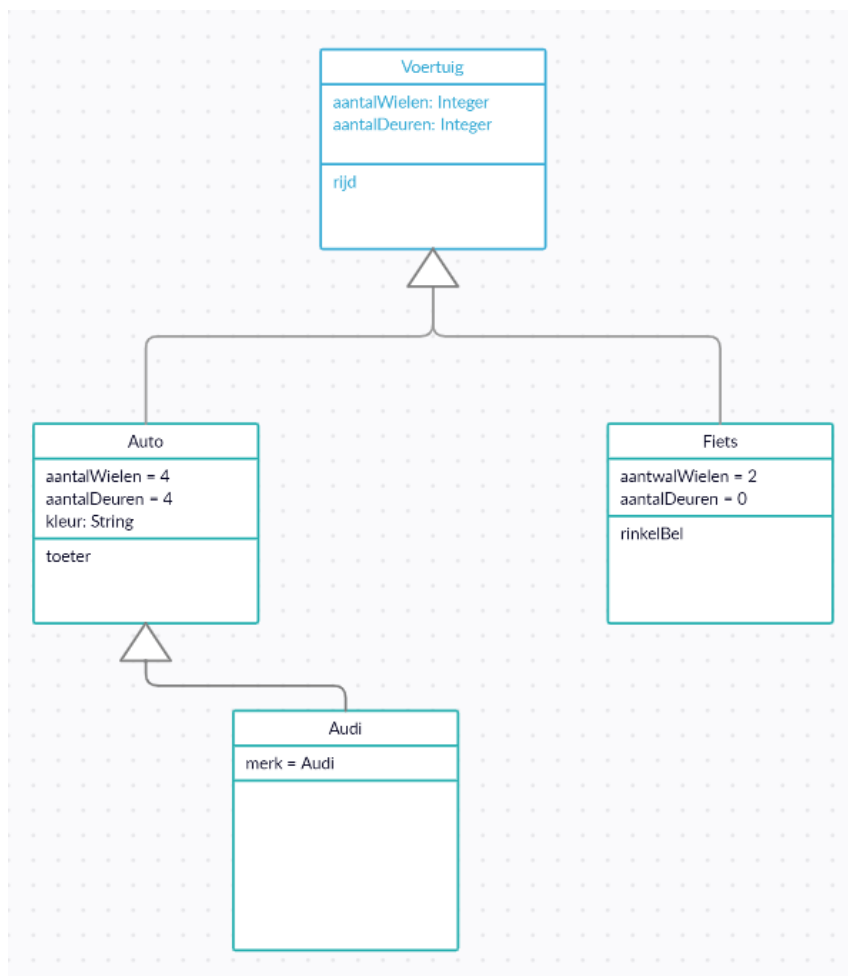 Voertuig
aantalWielen: Integer
aantalDeuren: Integer
rijd
Auto
aantalWielen = 4
aantalDeuren = 4
kleur: String
toeter
Fiets
aantwalWielen = 2
aantalDeuren = 0
rinkelBel
Audi
merk = Audi